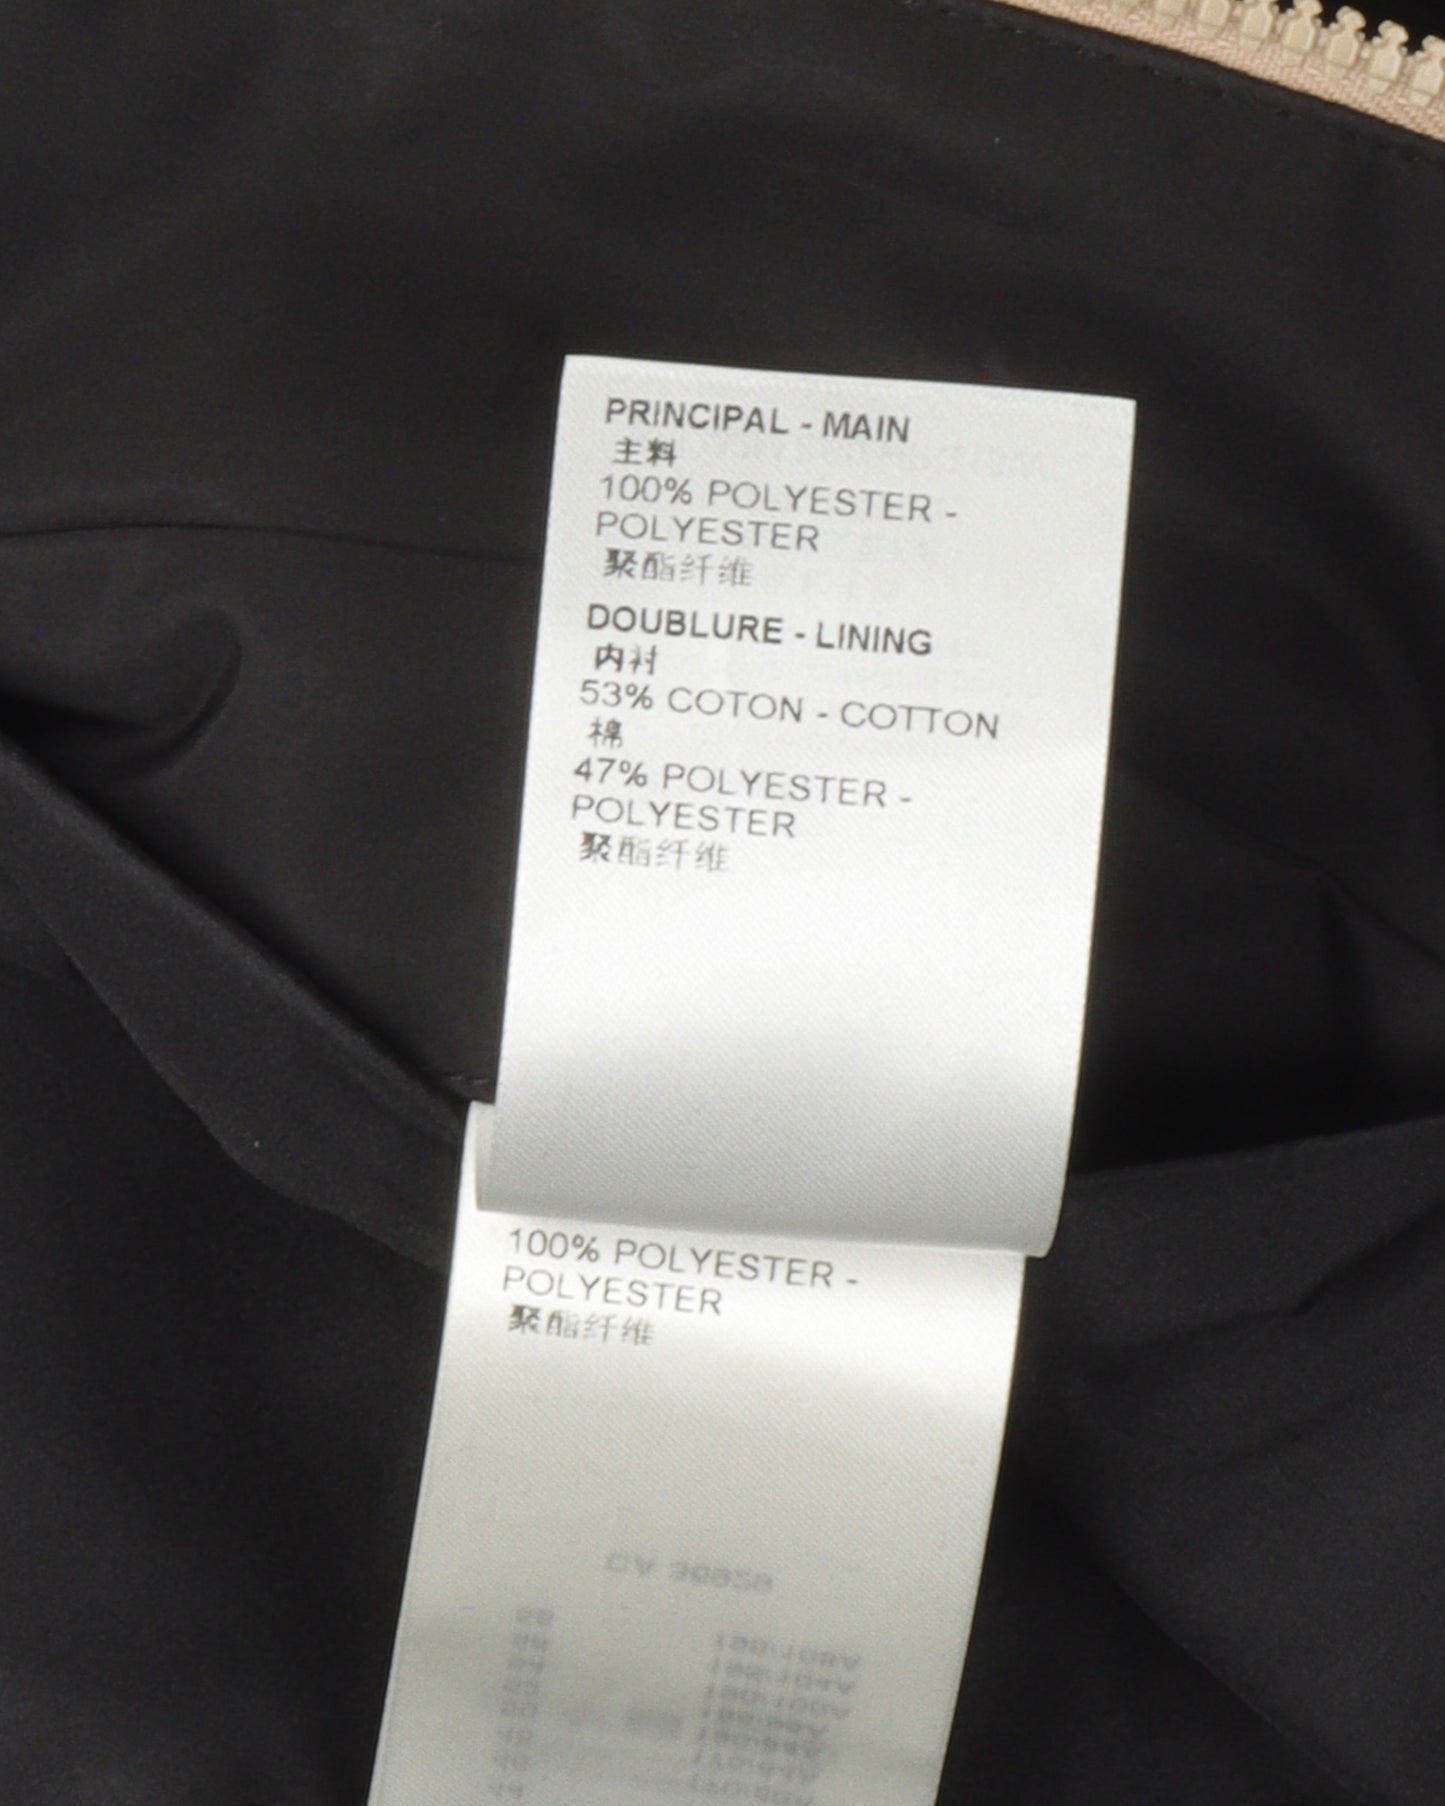 PRINCIPAL - MAIN
主料
100% POLYESTER -
POLYESTER
聚酯纤维
DOUBLURE - LINING
内衬
53% COTON - COTTON
棉
47% POLYESTER -
POLYESTER
聚酯纤维
100% POLYESTER -
POLYESTER
聚酯纤维